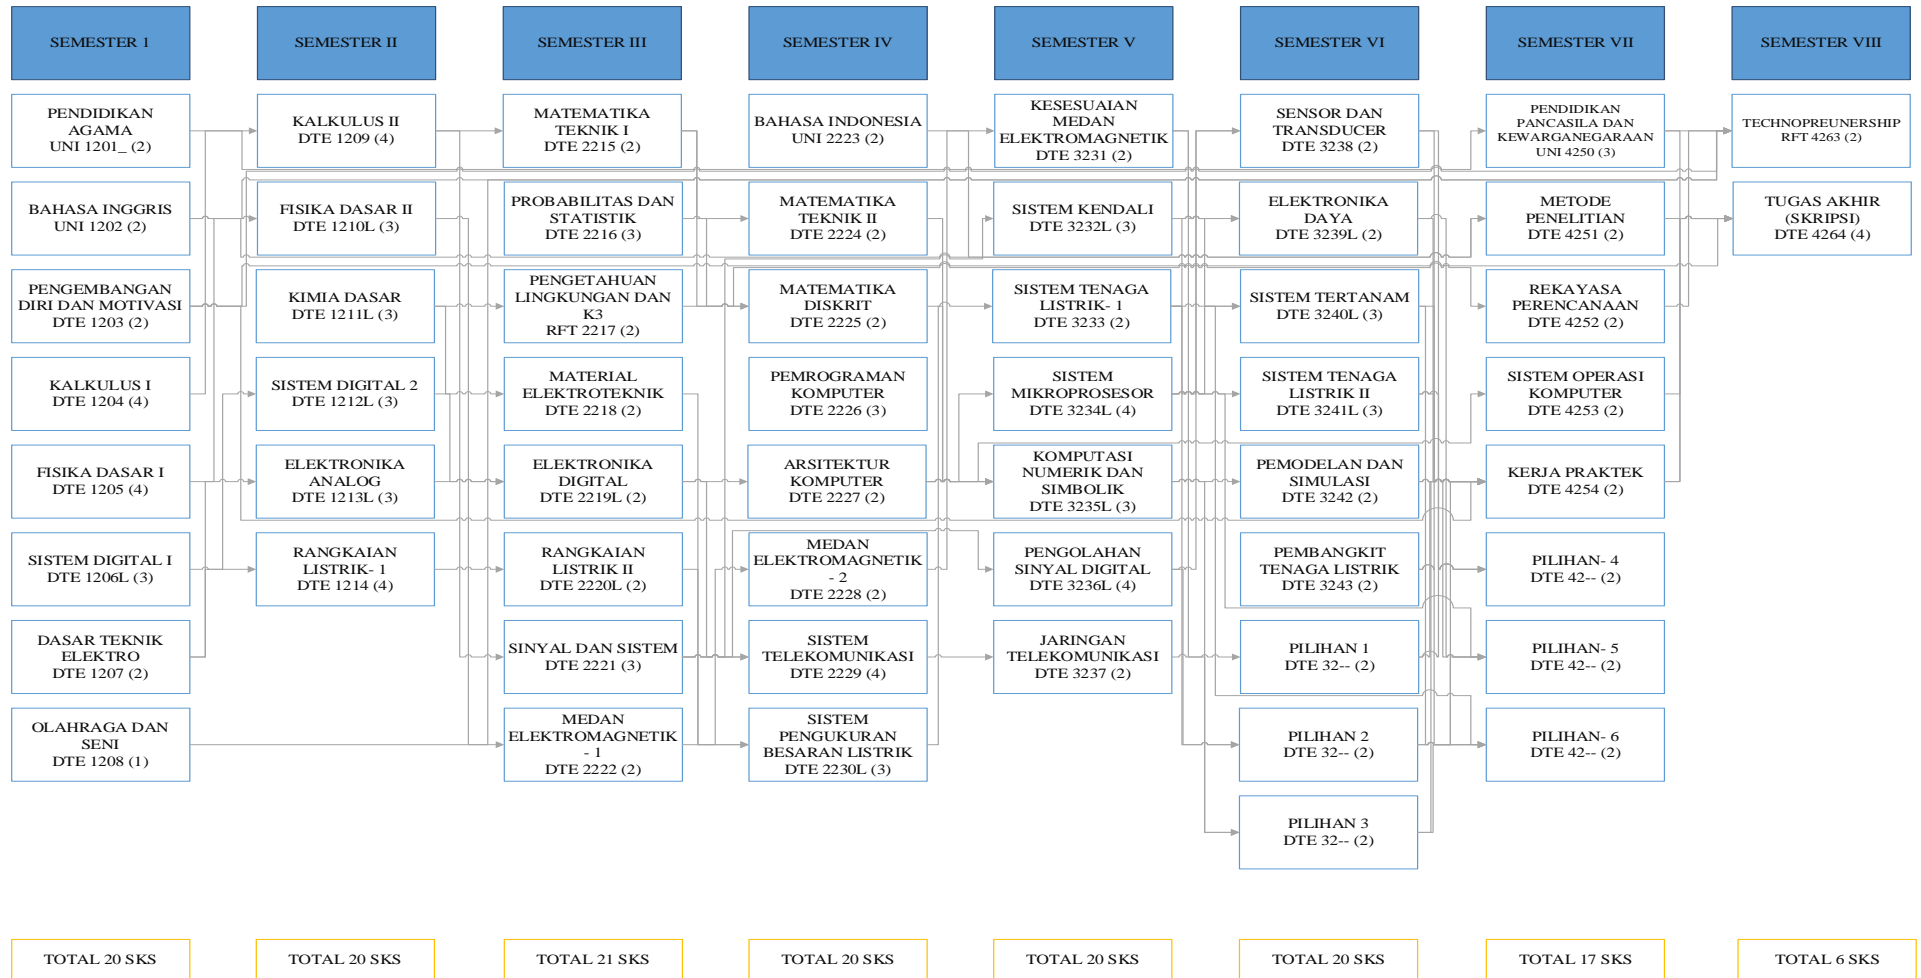 SEMESTER 1
PENDIDIKAN
AGAMA
UNI 1201_ (2)
BAHASA INGGRIS
UNI 1202 (2)
PENGEMBANGAN
DIRI DAN MOTIVASI
DTE 1203 (2)
KALKULUS I
DTE 1204 (4)
FISIKA DASAR I
DTE 1205 (4)
SISTEM DIGITAL I
DTE 1206L (3)
DASAR TEKNIK
ELEKTRO
DTE 1207 (2)
OLAHRAGA DAN
SENI
DTE 1208 (1)
TOTAL 20 SKS
SEMESTER II
KALKULUS II
DTE 1209 (4)
FISIKA DASAR II
DTE 1210L (3)
KIMIA DASAR
DTE 1211L (3)
SISTEM DIGITAL 2
DTE 1212L (3)
ELEKTRONIKA
ANALOG
DTE 1213L (3)
RANGKAIAN
LISTRIK- 1
DTE 1214 (4)
TOTAL 20 SKS
SEMESTER III
MATEMATIKA
TEKNIK I
DTE 2215 (2)
PROBABILITAS DAN
STATISTIK
DTE 2216 (3)
PENGETAHUAN
LINGKUNGAN DAN
K3
RFT 2217 (2)
MATERIAL
ELEKTROTEKNIK
DTE 2218 (2)
ELEKTRONIKA
DIGITAL
DTE 2219L (2)
RANGKAIAN
LISTRIK II
DTE 2220L (2)
SINYAL DAN SISTEM
DTE 2221 (3)
MEDAN
ELEKTROMAGNETIK
- 1
DTE 2222 (2)
TOTAL 21 SKS
SEMESTER IV
BAHASA INDONESIA
UNI 2223 (2)
MATEMATIKA
TEKNIK II
DTE 2224 (2)
MATEMATIKA
DISKRIT
DTE 2225 (2)
PEMROGRAMAN
KOMPUTER
DTE 2226 (3)
ARSITEKTUR
KOMPUTER
DTE 2227 (2)
MEDAN
ELEKTROMAGNETIK
- 2
DTE 2228 (2)
SISTEM
TELEKOMUNIKASI
DTE 2229 (4)
SISTEM
PENGUKURAN
BESARAN LISTRIK
DTE 2230L (3)
TOTAL 20 SKS
SEMESTER V
KESESUAIAN
MEDAN
ELEKTROMAGNETIK
DTE 3231 (2)
SISTEM KENDALI
DTE 3232L (3)
SISTEM TENAGA
LISTRIK- 1
DTE 3233 (2)
SISTEM
MIKROPROSESOR
DTE 3234L (4)
KOMPUTASI
NUMERIK DAN
SIMBOLIK
DTE 3235L (3)
PENGOLAHAN
SINYAL DIGITAL
DTE 3236L (4)
JARINGAN
TELEKOMUNIKASI
DTE 3237 (2)
TOTAL 20 SKS
SEMESTER VI
SENSOR DAN
TRANSDUCER
DTE 3238 (2)
ELEKTRONIKA
DAYA
DTE 3239L (2)
SISTEM TERTANAM
DTE 3240L (3)
SISTEM TENAGA
LISTRIK II
DTE 3241L (3)
PEMODELAN DAN
SIMULASI
DTE 3242 (2)
PEMBANGKIT
TENAGA LISTRIK
DTE 3243 (2)
PILIHAN 1
DTE 32-- (2)
PILIHAN 2
DTE 32-- (2)
PILIHAN 3
DTE 32-- (2)
TOTAL 20 SKS
SEMESTER VII
PENDIDIKAN
PANCASILA DAN
KEWARGANEGARAAN
UNI 4250 (3)
METODE
PENELITIAN
DTE 4251 (2)
REKAYASA
PERENCANAAN
DTE 4252 (2)
SISTEM OPERASI
KOMPUTER
DTE 4253 (2)
KERJA PRAKTEK
DTE 4254 (2)
PILIHAN- 4
DTE 42-- (2)
PILIHAN- 5
DTE 42-- (2)
PILIHAN- 6
DTE 42-- (2)
TOTAL 17 SKS
SEMESTER VIII
TECHNOPREUNERSHIP
RFT 4263 (2)
TUGAS AKHIR
(SKRIPSI)
DTE 4264 (4)
TOTAL 6 SKS